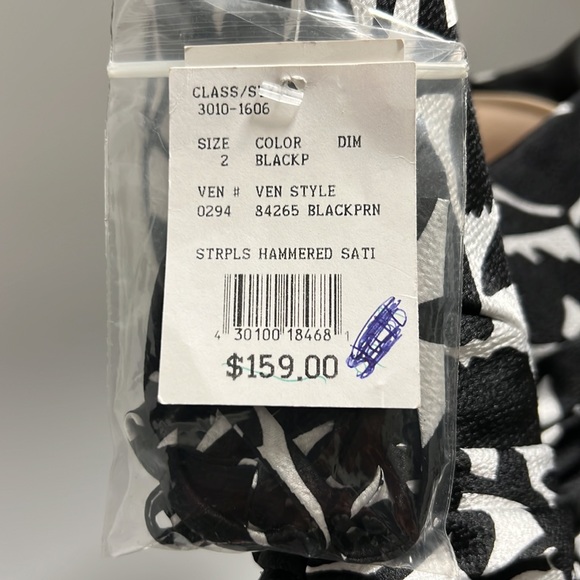 CLASS/ST
3010-1606
SIZE COLOR DIM
2 BLACKP
VEN # VEN STYLE
0294 84265 BLACKPRN
STRPLS HAMMERED SATI
4 30100 18468 1
$159.00